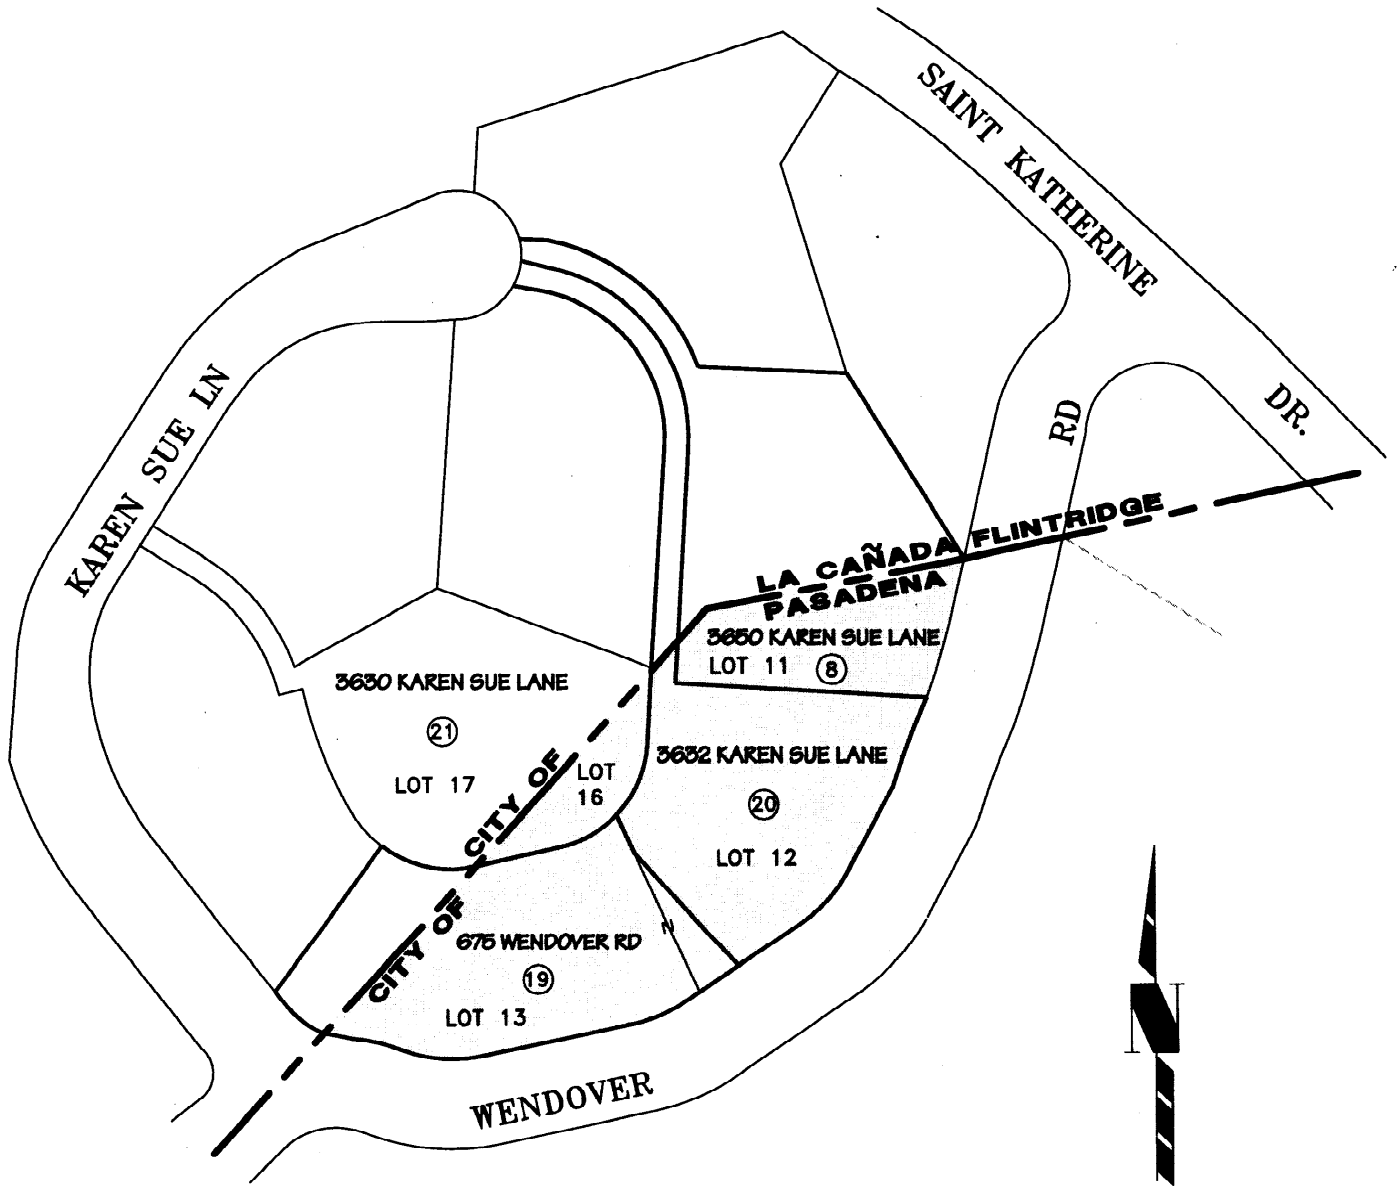 SAINT KATHERINE DR.
KAREN SUE LN
RD
LA CAÑADA FLINTRIDGE
PASADENA
3650 KAREN SUE LANE
LOT 11 8
3630 KAREN SUE LANE
21
LOT 17
CITY OF
LOT
16
3632 KAREN SUE LANE
20
LOT 12
CITY OF
675 WENDOVER RD
N
19
LOT 13
WENDOVER
N